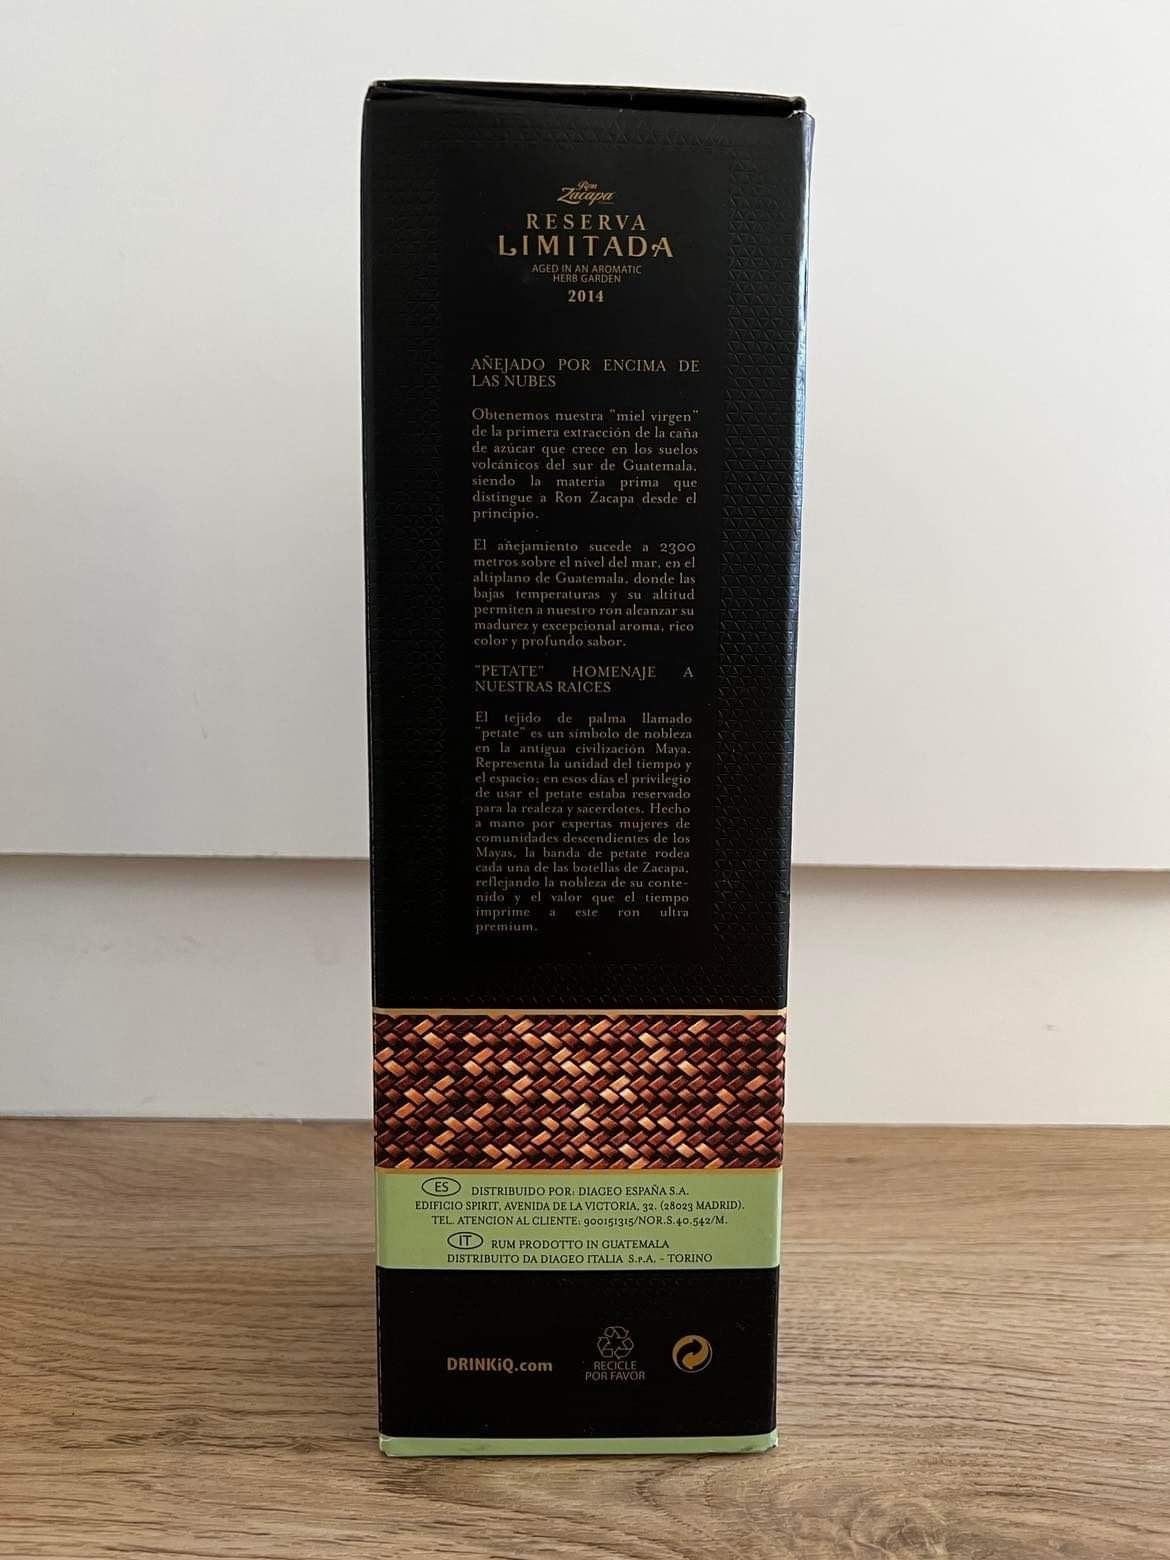 Ron
Zacapa
RESERVA
LIMITADA
AGED IN AN AROMATIC
HERB GARDEN
2014
AÑEJADO POR ENCIMA DE
LAS NUBES
Obtenemos nuestra "miel virgen"
de la primera extracción de la caña
de azúcar que crece en los suelos
volcánicos del sur de Guatemala,
siendo la materia prima que
distingue a Ron Zacapa desde el
principio.
El añejamiento sucede a 2300
metros sobre el nivel del mar, en el
altiplano de Guatemala, donde las
bajas temperaturas y su altitud
permiten a nuestro ron alcanzar su
madurez y excepcional aroma, rico
color y profundo sabor.
"PETATE" HOMENAJE A
NUESTRAS RAICES
El tejido de palma llamado
"petate" es un símbolo de nobleza
en la antigua civilización Maya.
Representa la unidad del tiempo y
el espacio; en esos días el privilegio
de usar el petate estaba reservado
para la realeza y sacerdotes. Hecho
a mano por expertas mujeres de
comunidades descendientes de los
Mayas, la banda de petate rodea
cada una de las botellas de Zacapa,
reflejando la nobleza de su conte-
nido y el valor que el tiempo
imprime a este ron ultra
premium.
ES DISTRIBUIDO POR: DIAGEO ESPAÑA S.A.
EDIFICIO SPIRIT, AVENIDA DE LA VICTORIA, 32. (28023 MADRID).
TEL. ATENCION AL CLIENTE: 900151315/NOR.S.40.542/M.
IT RUM PRODOTTO IN GUATEMALA
DISTRIBUITO DA DIAGEO ITALIA S.P.A. - TORINO
DRINKiQ.com
RECICLE
POR FAVOR